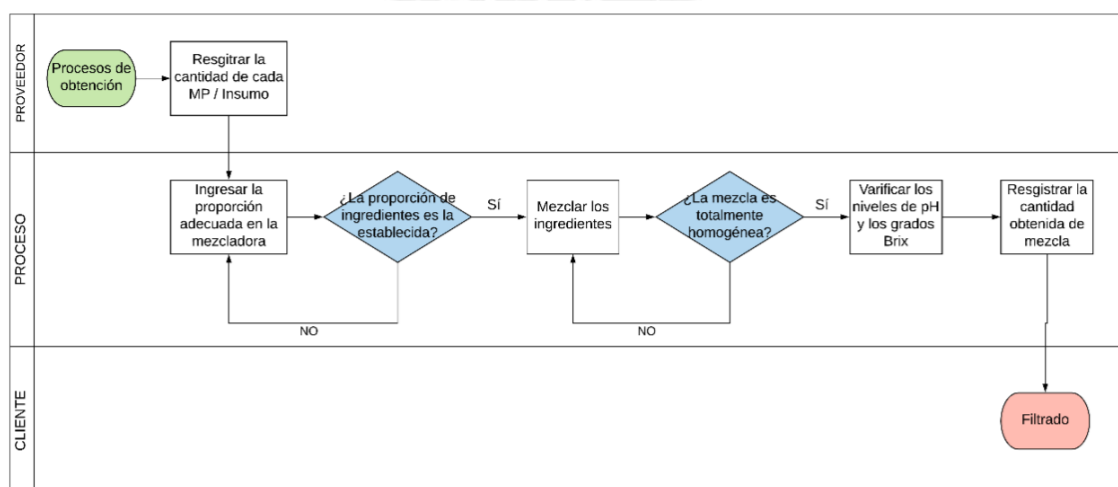 PROVEEDOR
Procesos de
obtención
Resgitrar la
cantidad de cada
MP / Insumo
PROCESO
Ingresar la
proporción
adecuada en la
mezcladora
¿La proporción de
ingredientes es la
establecida?
Sí
NO
Mezclar los
ingredientes
¿La mezcla es
totalmente
homogénea?
Sí
NO
Varificar los
niveles de pH
y los grados
Brix
Resgistrar la
cantidad
obtenida de
mezcla
CLIENTE
Filtrado